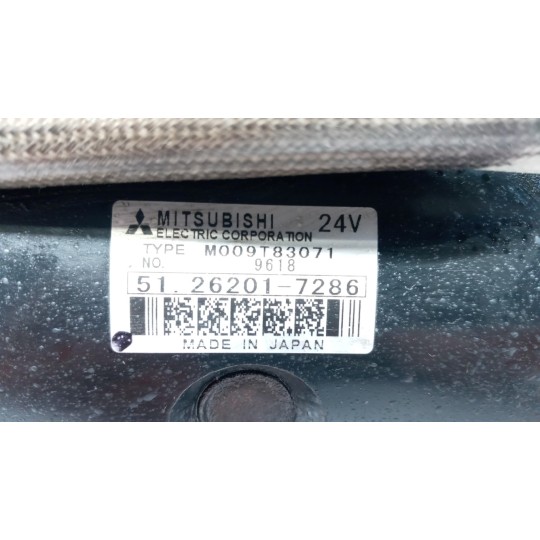 MITSUBISHI 24V
ELECTRIC CORPORATION
TYPE M009T83071
NO. 9618
51.26201-7286
MADE IN JAPAN